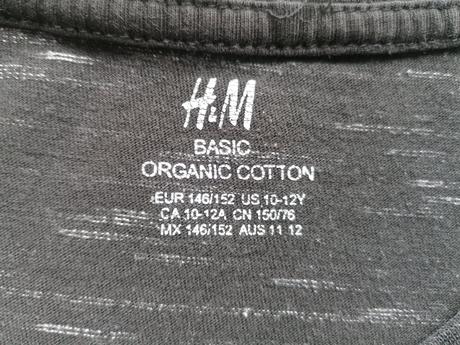 H&M
BASIC
ORGANIC COTTON
EUR 146/152 US 10-12Y
CA 10-12A CN 150/76
MX 146/152 AUS 11-12